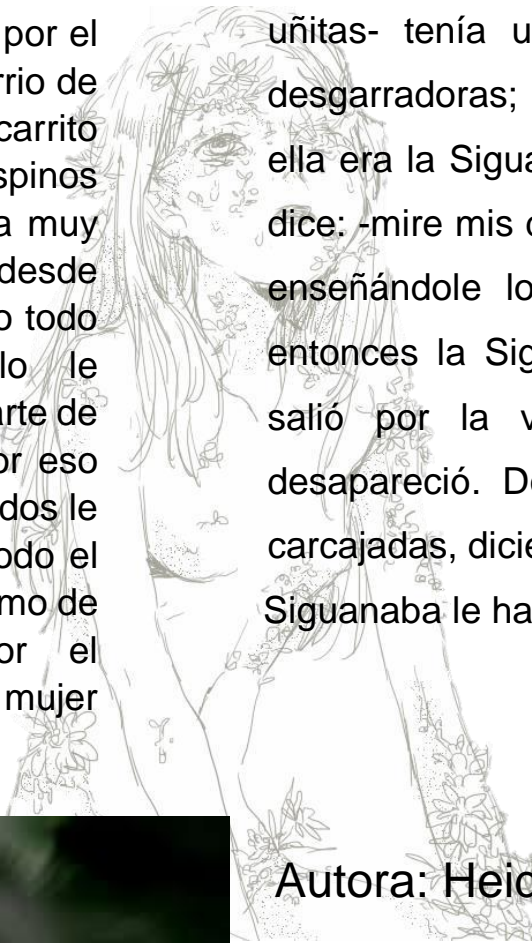 por el
rrio de
carrito
spinos
a muy
desde
o todo
lo le
arte de
or eso
dos le
odo el
mo de
or el
mujer
uñitas- tenía u
desgarradoras;
ella era la Sigua
dice: -mire mis
enseñándole lo
entonces la Sig
salió por la v
desapareció. De
carcajadas, dicie
Siguanaba le ha
Autora: Heid